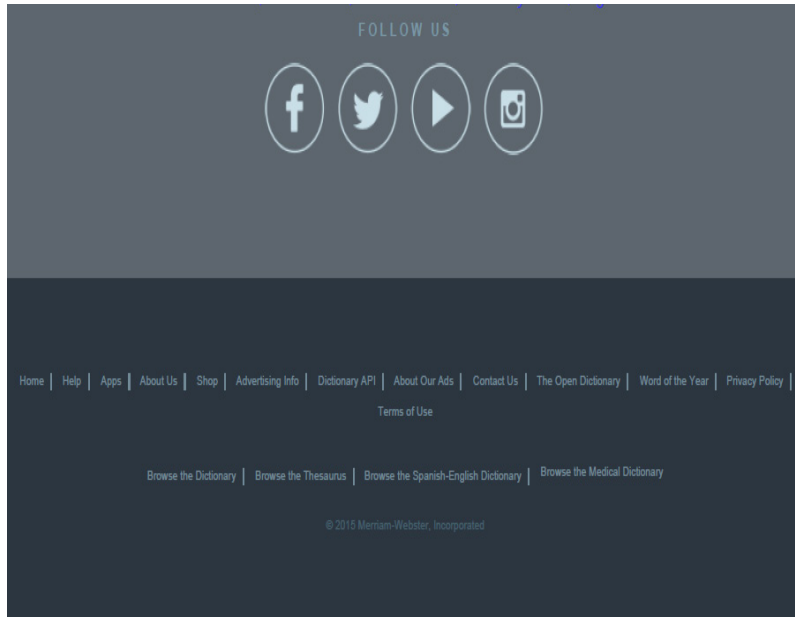 FOLLOW US
Home | Help | Apps | About Us | Shop | Advertising Info | Dictionary API | About Our Ads | Contact Us | The Open Dictionary | Word of the Year | Privacy Policy |
Terms of Use
Browse the Dictionary | Browse the Thesaurus | Browse the Spanish-English Dictionary | Browse the Medical Dictionary
© 2015 Merriam-Webster, Incorporated